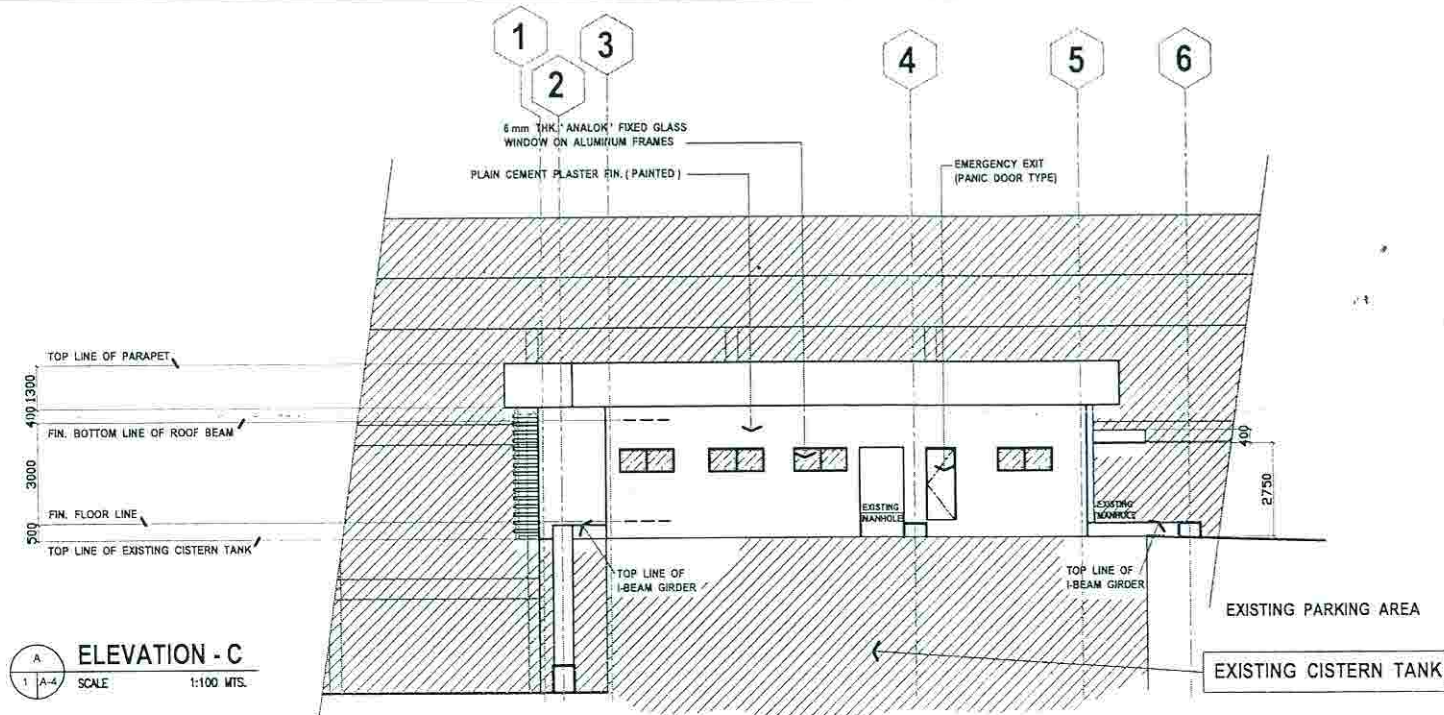 1
2
3
4
5
6
6 mm THK. 'ANALOK' FIXED GLASS
WINDOW ON ALUMINUM FRAMES
PLAIN CEMENT PLASTER FIN. ( PAINTED )
EMERGENCY EXIT
(PANIC DOOR TYPE)
TOP LINE OF PARAPET
1300
400
FIN. BOTTOM LINE OF ROOF BEAM
3000
FIN. FLOOR LINE
500
TOP LINE OF EXISTING CISTERN TANK
400
2750
EXISTING
MANHOLE
EXISTING
MANHOLE
TOP LINE OF
I-BEAM GIRDER
TOP LINE OF
I-BEAM GIRDER
EXISTING PARKING AREA
EXISTING CISTERN TANK
A
1 A-4
ELEVATION - C
SCALE 1:100 MTS.